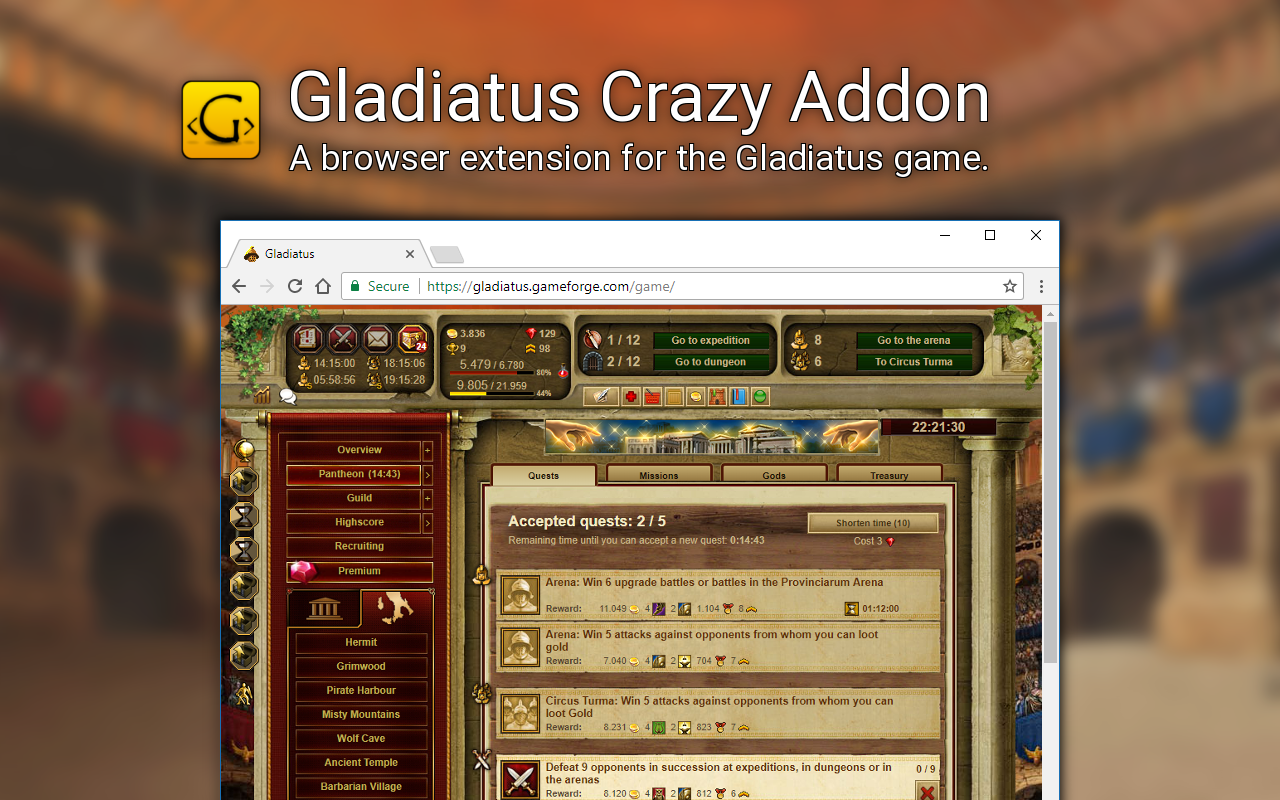 G
Gladiatus Crazy Addon
A browser extension for the Gladiatus game.
Gladiatus
Secure
https://gladiatus.gameforge.com/game/
24
14:15:00
18:15:06
05:58:56
19:15:28
3.836
129
9
98
5.479 / 6.780
80%
9.805 / 21.959
44%
1 / 12
Go to expedition
2 / 12
Go to dungeon
8
Go to the arena
6
To Circus Turma
22:21:30
Overview
+
Pantheon (14:43)
>
Guild
+
Highscore
>
Recruiting
Premium
Hermit
Grimwood
Pirate Harbour
Misty Mountains
Wolf Cave
Ancient Temple
Barbarian Village
Quests
Missions
Gods
Treasury
Accepted quests: 2 / 5
Shorten time (10)
Remaining time until you can accept a new quest: 0:14:43
Cost 3
Arena: Win 6 upgrade battles or battles in the Provinciarum Arena
Reward: 11.049 4 2 1.104 8
01:12:00
Arena: Win 5 attacks against opponents from whom you can loot
gold
Reward: 7.040 4 2 704 7
Circus Turma: Win 5 attacks against opponents from whom you can
loot Gold
Reward: 8.231 4 2 823 7
Defeat 9 opponents in succession at expeditions, in dungeons or in
the arenas
0 / 9
Reward: 8.120 4 2 812 6